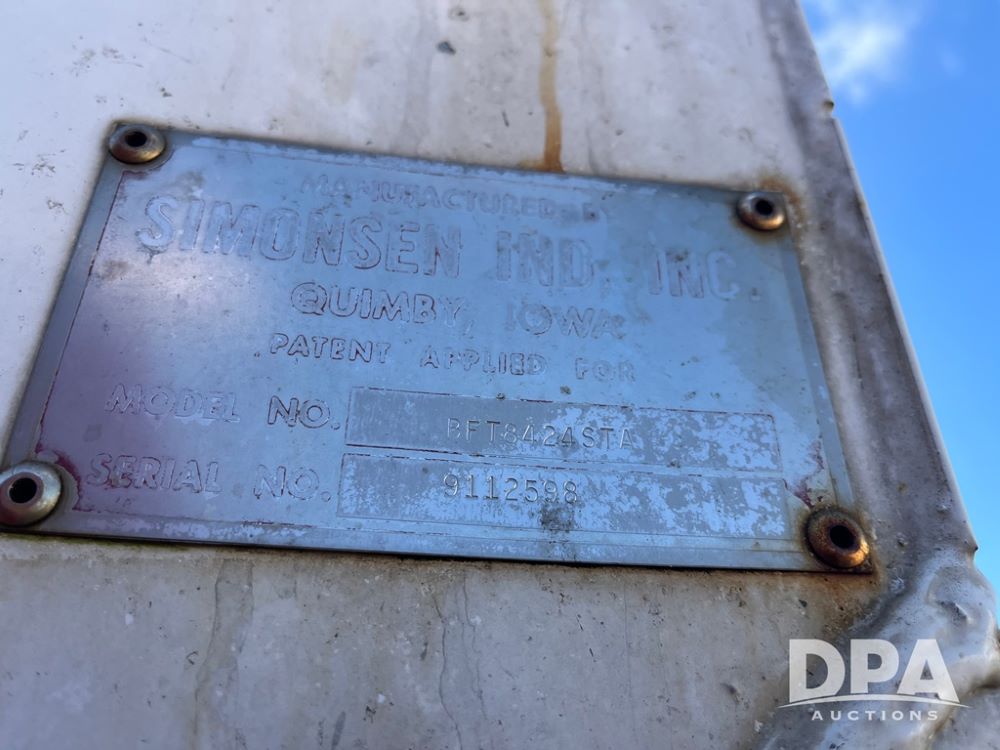 MANUFACTURED BY
SIMONSEN IND. INC.
QUIMBY, IOWA
PATENT APPLIED FOR
MODEL NO. BFT8424STA
SERIAL NO. 9112598
DPA
AUCTIONS